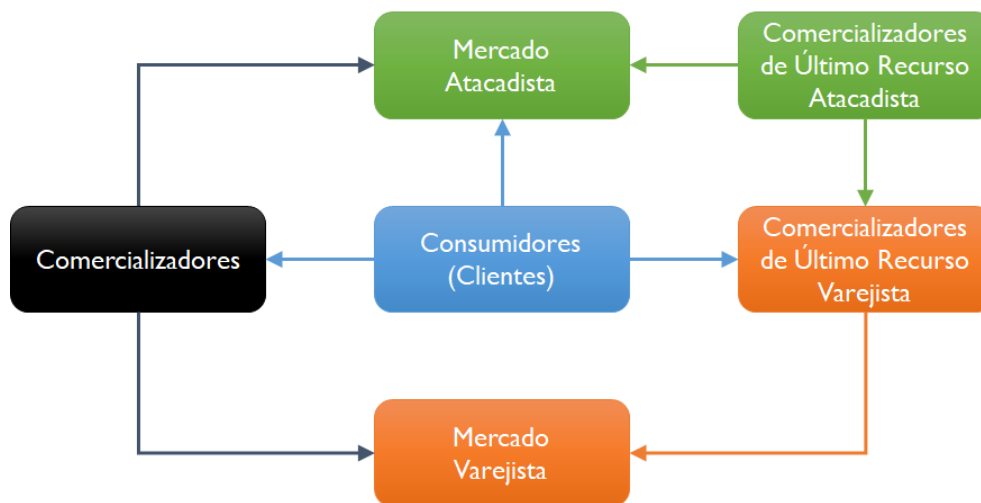 Mercado
Atacadista
Comercializadores
de Último Recurso
Atacadista
Comercializadores
Consumidores
(Clientes)
Comercializadores
de Último Recurso
Varejista
Mercado
Varejista